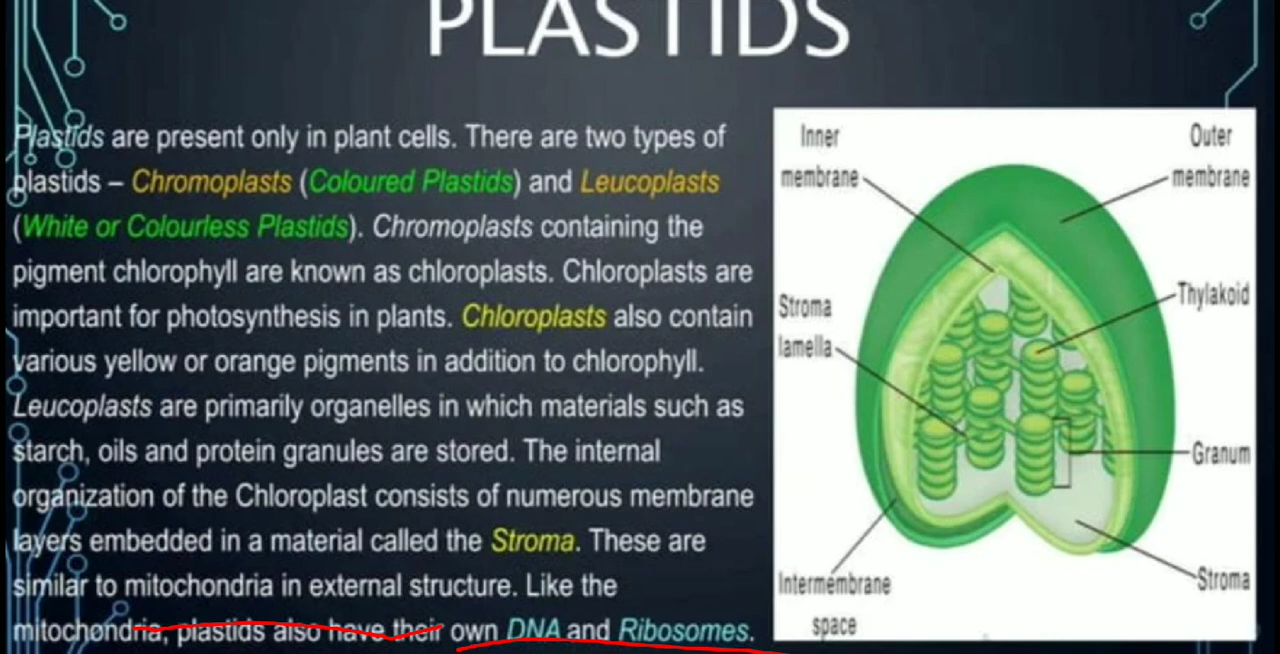 PLASTIDS
Plastids are present only in plant cells. There are two types of
plastids – Chromoplasts (Coloured Plastids) and Leucoplasts
(White or Colourless Plastids). Chromoplasts containing the
pigment chlorophyll are known as chloroplasts. Chloroplasts are
important for photosynthesis in plants. Chloroplasts also contain
various yellow or orange pigments in addition to chlorophyll.
Leucoplasts are primarily organelles in which materials such as
starch, oils and protein granules are stored. The internal
organization of the Chloroplast consists of numerous membrane
layers embedded in a material called the Stroma. These are
similar to mitochondria in external structure. Like the
mitochondria, plastids also have their own DNA and Ribosomes.
Inner
membrane
Outer
membrane
Thylakoid
Stroma
lamella
Granum
Stroma
Intermembrane
space